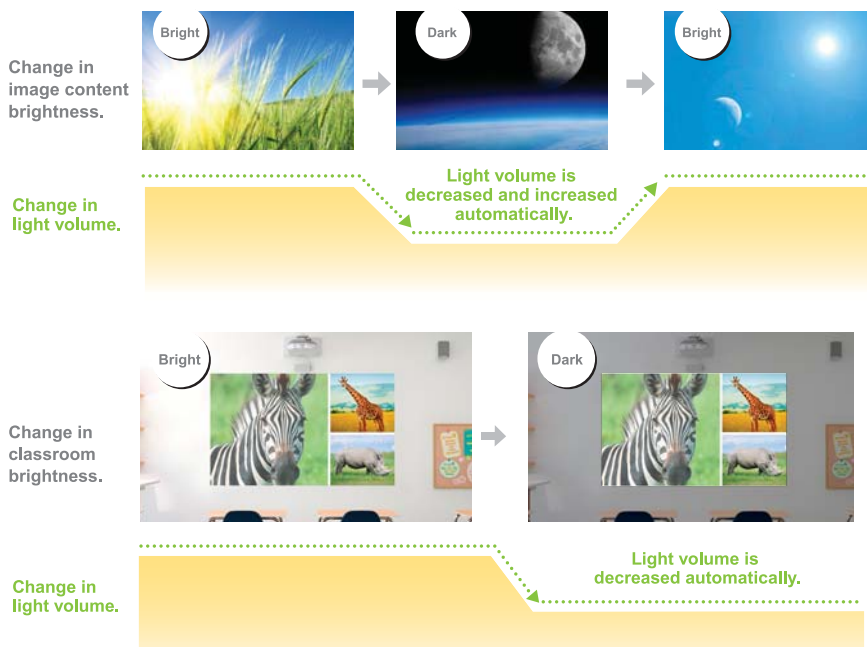 Bright
Dark
Bright
Change in
image content
brightness.
Light volume is
decreased and increased
automatically.
Change in
light volume.
Bright
Dark
Change in
classroom
brightness.
Light volume is
decreased automatically.
Change in
light volume.